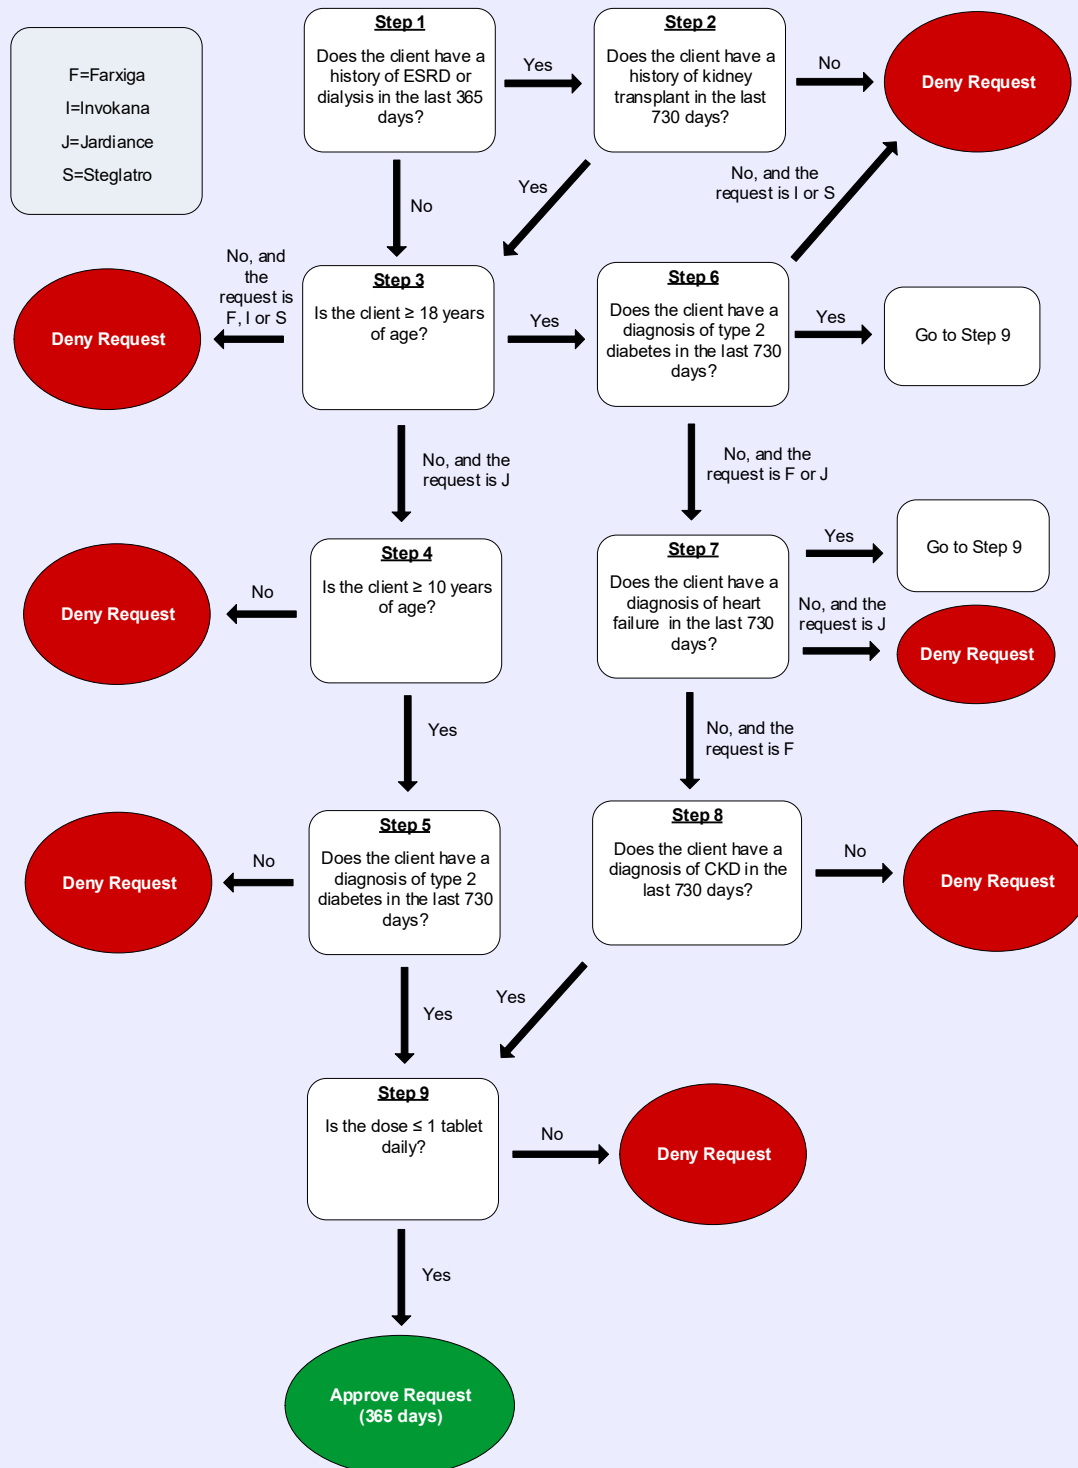 F=Farxiga
I=Invokana
J=Jardiance
S=Steglatro
Step 1
Does the client have a
history of ESRD or
dialysis in the last 365
days?
Yes
Step 2
Does the client have a
history of kidney
transplant in the last
730 days?
No
Deny Request
No
Yes
No, and the
request is I or S
No, and
the
request is
F, I or S
Deny Request
Step 3
Is the client ≥ 18 years
of age?
Yes
Step 6
Does the client have a
diagnosis of type 2
diabetes in the last 730
days?
Yes
Go to Step 9
No, and the
request is J
No, and the
request is F or J
Deny Request
No
Step 4
Is the client ≥ 10 years
of age?
Step 7
Does the client have a
diagnosis of heart
failure in the last 730
days?
Yes
Go to Step 9
No, and the
request is J
Deny Request
Yes
No, and the
request is F
Deny Request
No
Step 5
Does the client have a
diagnosis of type 2
diabetes in the last 730
days?
Step 8
Does the client have a
diagnosis of CKD in the
last 730 days?
No
Deny Request
Yes
Yes
Step 9
Is the dose ≤ 1 tablet
daily?
No
Deny Request
Yes
Approve Request
(365 days)